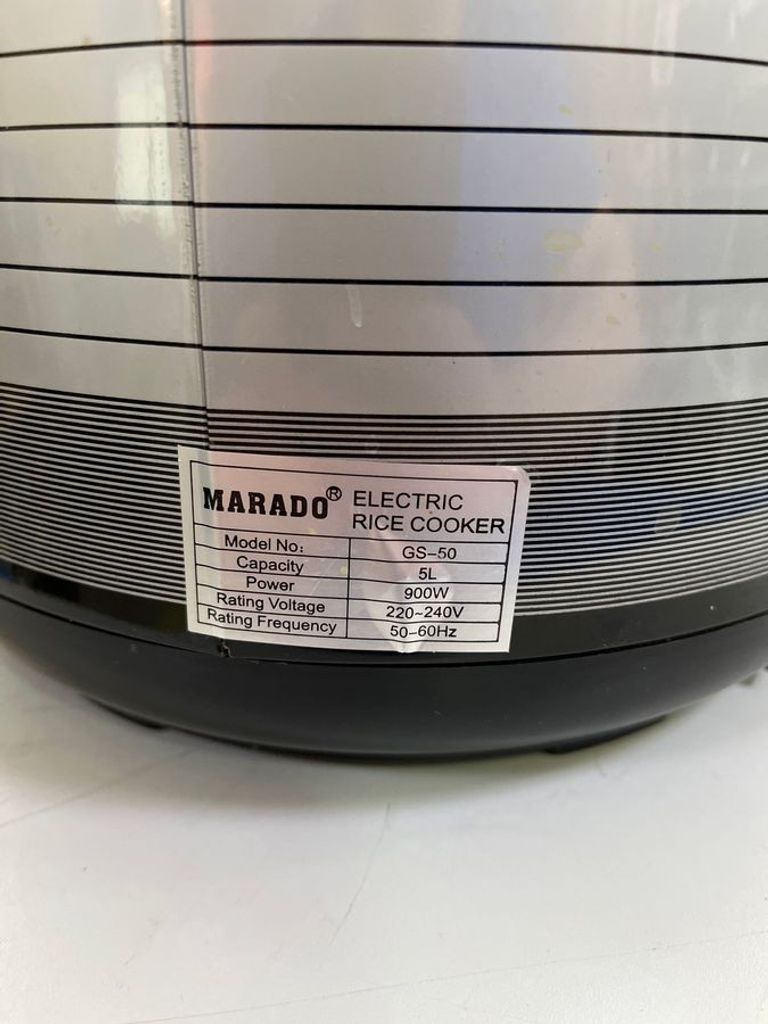 MARADO® ELECTRIC
RICE COOKER
Model No: GS-50
Capacity 5L
Power 900W
Rating Voltage 220~240V
Rating Frequency 50-60Hz